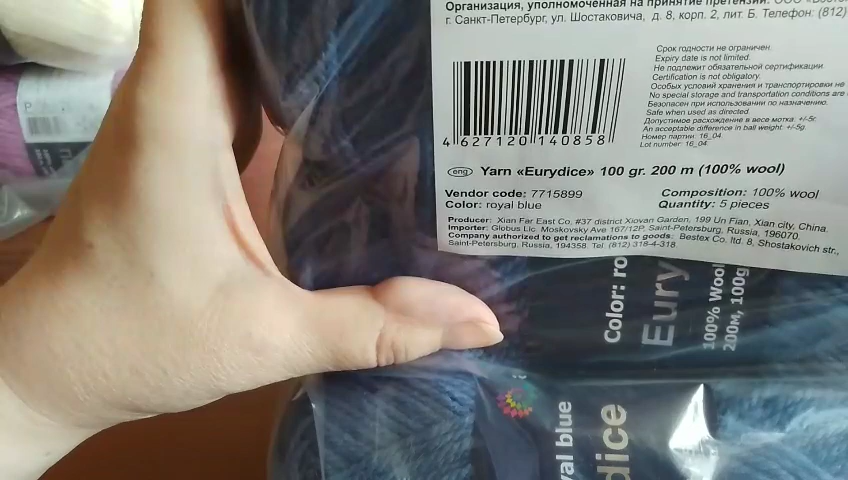 Организация, уполномоченная на принятие претензий: ООО
г. Санкт-Петербург, ул. Шостаковича, д. 8, корп. 2, лит. Б. Телефон: (812)
Срок годности не ограничен.
Expiry date is not limited.
Не подлежит обязательной сертификации.
Certification is not obligatory.
Особых условий хранения и транспортировки не
No special storage and transportation conditions are
Безопасен при использовании по назначению.
Safe when used as directed.
Допустимое расхождение в весе мотка: +/-5г.
An acceptable difference in ball weight: +/-5g.
Номер партии: 16_04
Lot number: 16_04
4 627120 140858
eng Yarn «Eurydice» 100 gr. 200 m (100% wool)
Vendor code: 7715899
Color: royal blue
Composition: 100% wool
Quantity: 5 pieces
Producer: Xian Far East Co, #37 district Xiovan Garden, 199 Un Fian, Xian city, China.
Importer: Globus Llc. Moskovsky Ave 167/12P, Saint-Petersburg, Russia, 196070
Company authorized to get reclamations to goods: Bestex Co. ltd. 8, Shostakovich str.,
Saint-Petersburg, Russia, 194358. Tel. (812) 318-4-318
Color: ro
Eury
100% Wool
200м, 100g
yal blue
dice
P